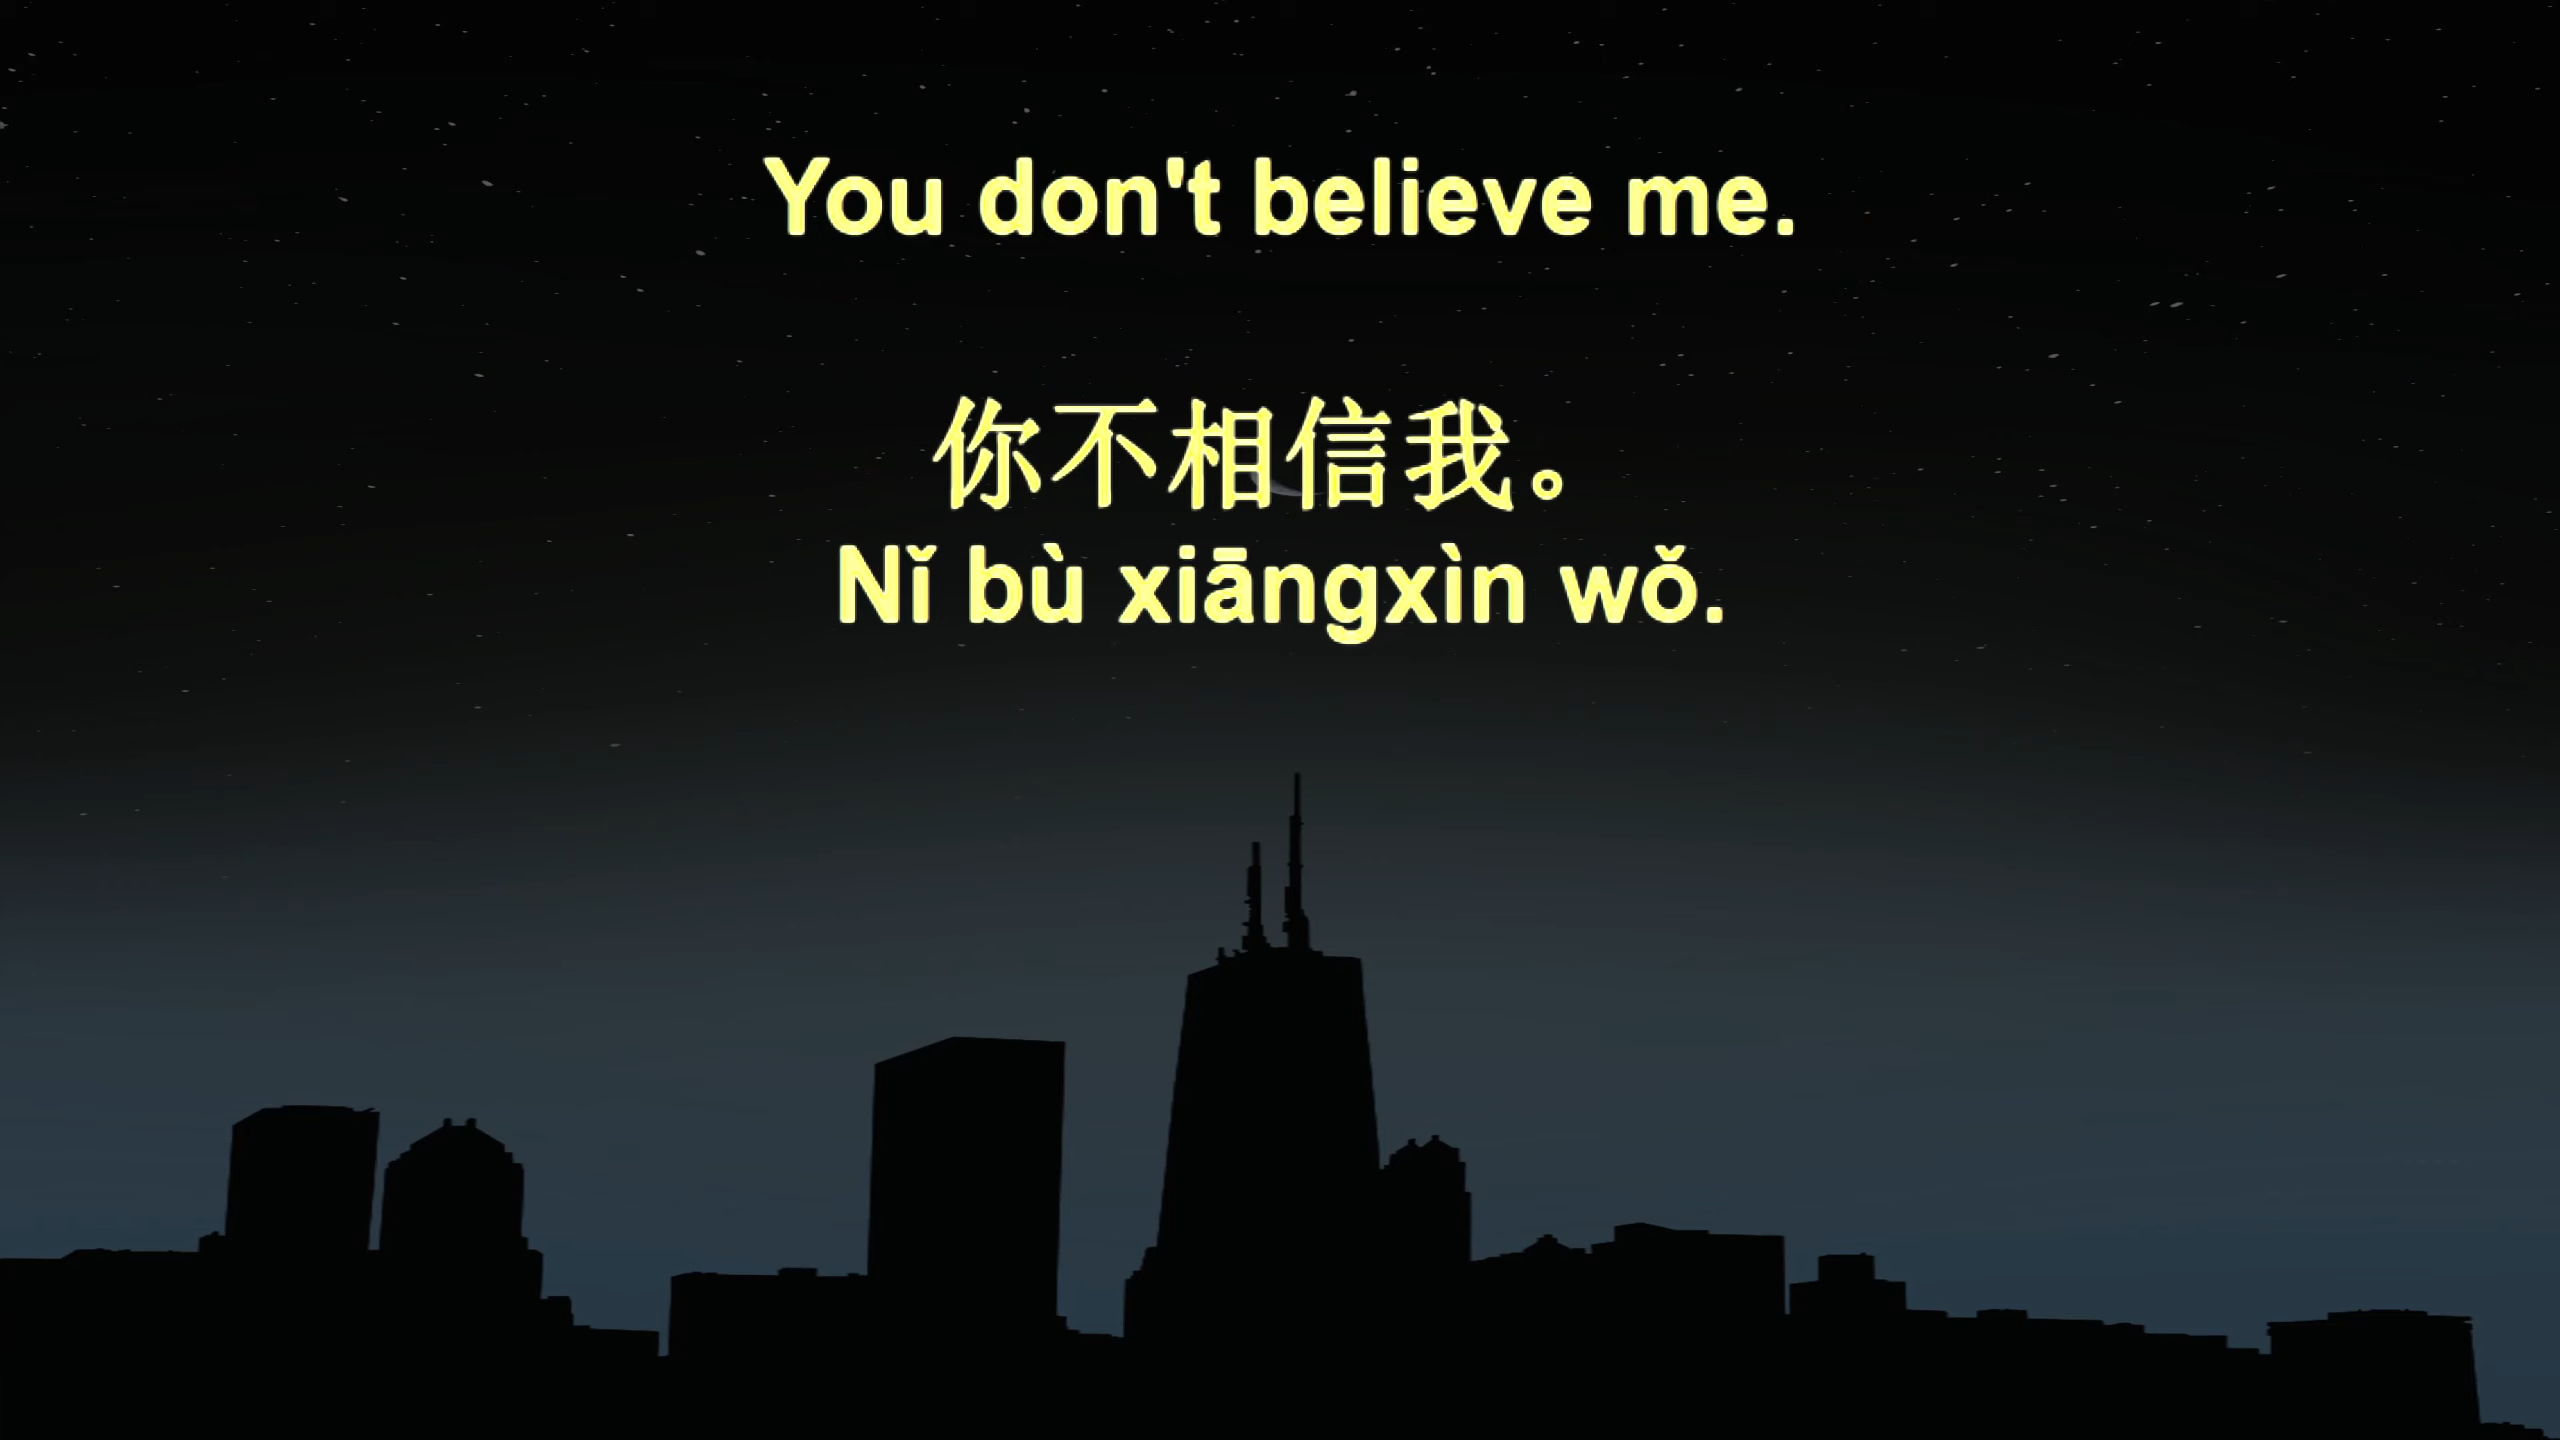 You don't believe me.
你不相信我。
Nǐ bù xiāngxìn wǒ.